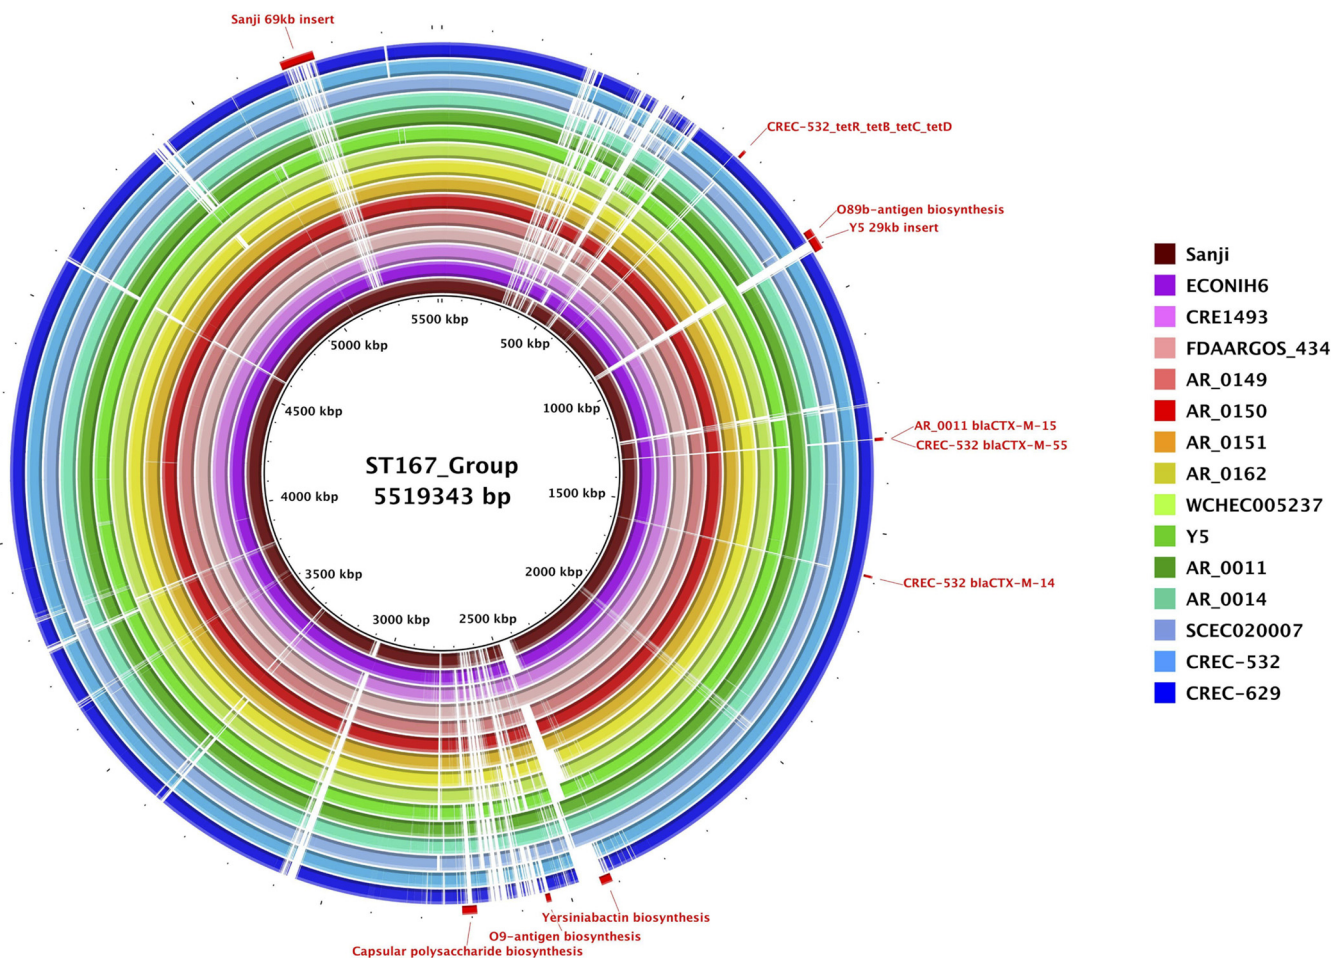 Sanji 69kb insert
CREC-532_tetR_tetB_tetC_tetD
O89b-antigen biosynthesis
Y5 29kb insert
AR_0011 blaCTX-M-15
CREC-532 blaCTX-M-55
CREC-532 blaCTX-M-14
Yersiniabactin biosynthesis
O9-antigen biosynthesis
Capsular polysaccharide biosynthesis
5500 kbp
500 kbp
1000 kbp
1500 kbp
2000 kbp
2500 kbp
3000 kbp
3500 kbp
4000 kbp
4500 kbp
5000 kbp
ST167_Group
5519343 bp
Sanji
ECONIH6
CRE1493
FDAARGOS_434
AR_0149
AR_0150
AR_0151
AR_0162
WCHEC005237
Y5
AR_0011
AR_0014
SCEC020007
CREC-532
CREC-629